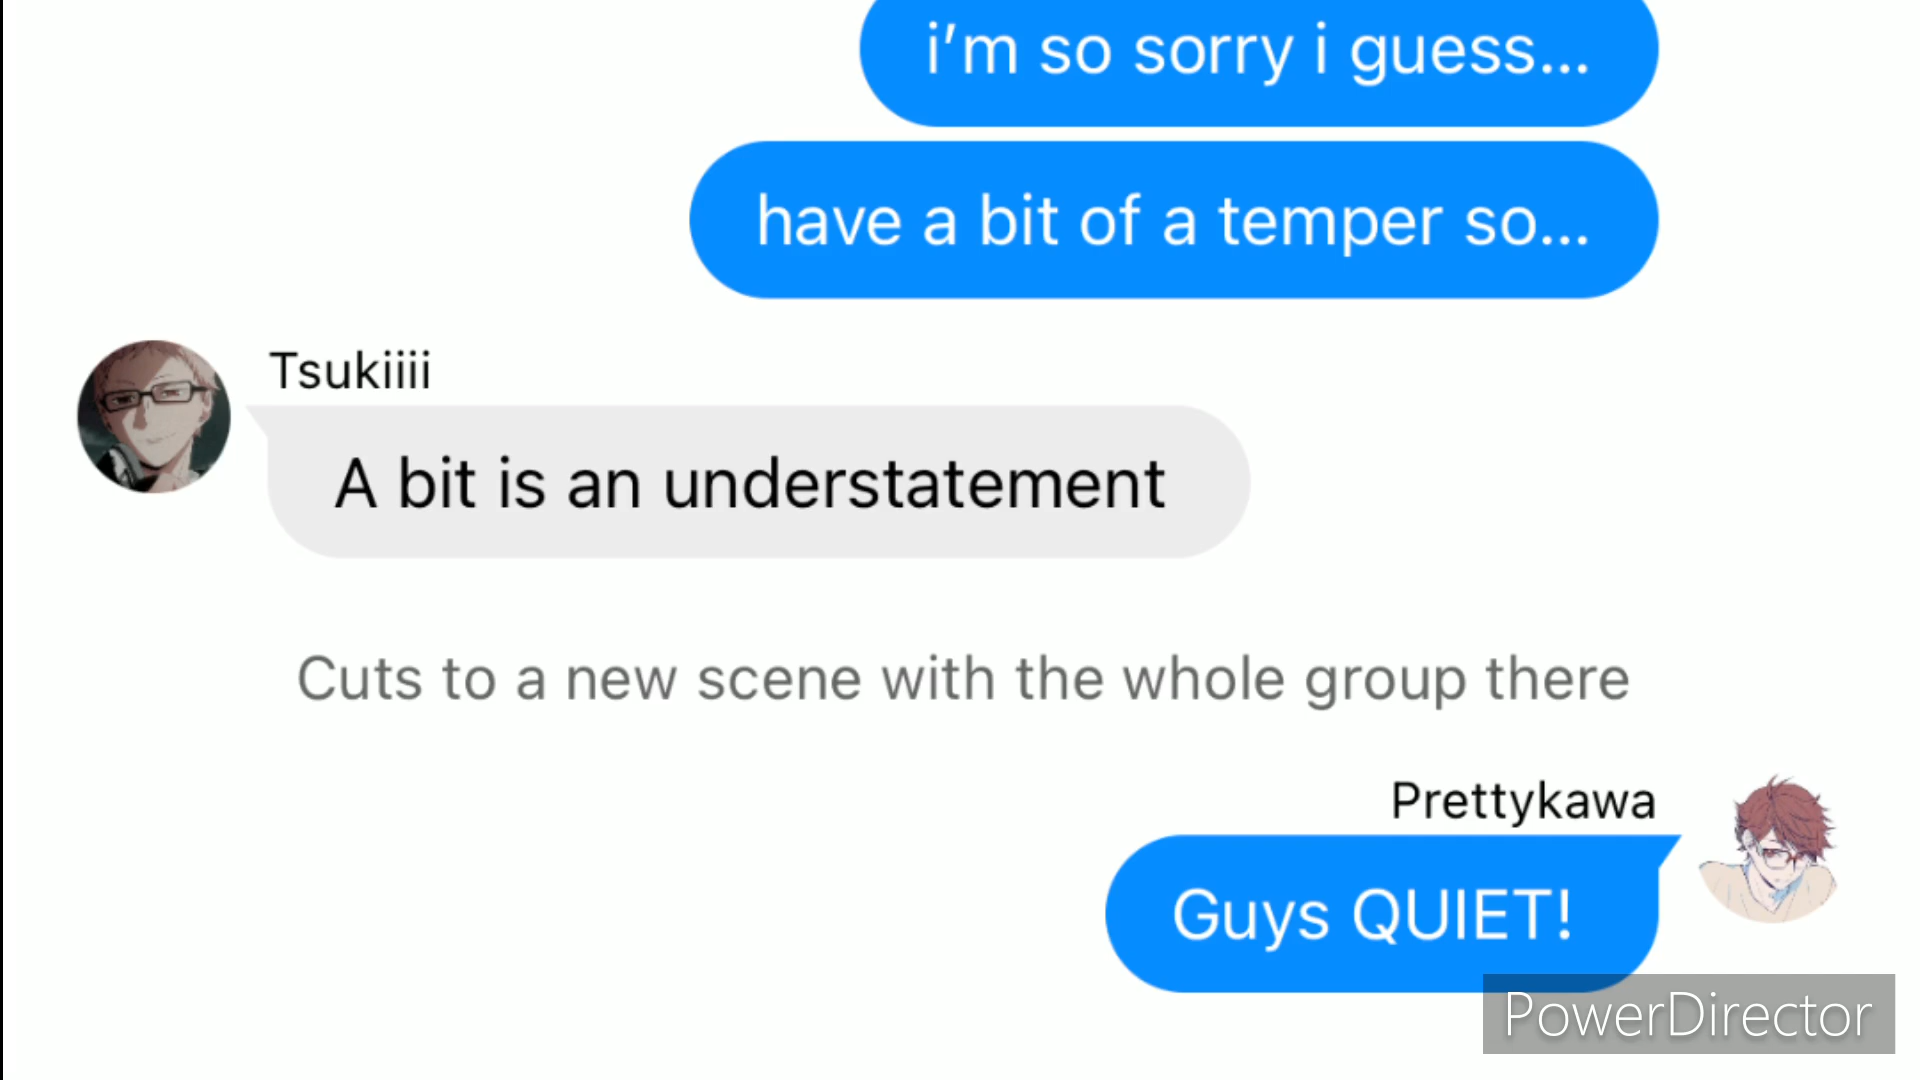 i’m so sorry i guess...
have a bit of a temper so...
Tsukiiii
A bit is an understatement
Cuts to a new scene with the whole group there
Prettykawa
Guys QUIET!
PowerDirector